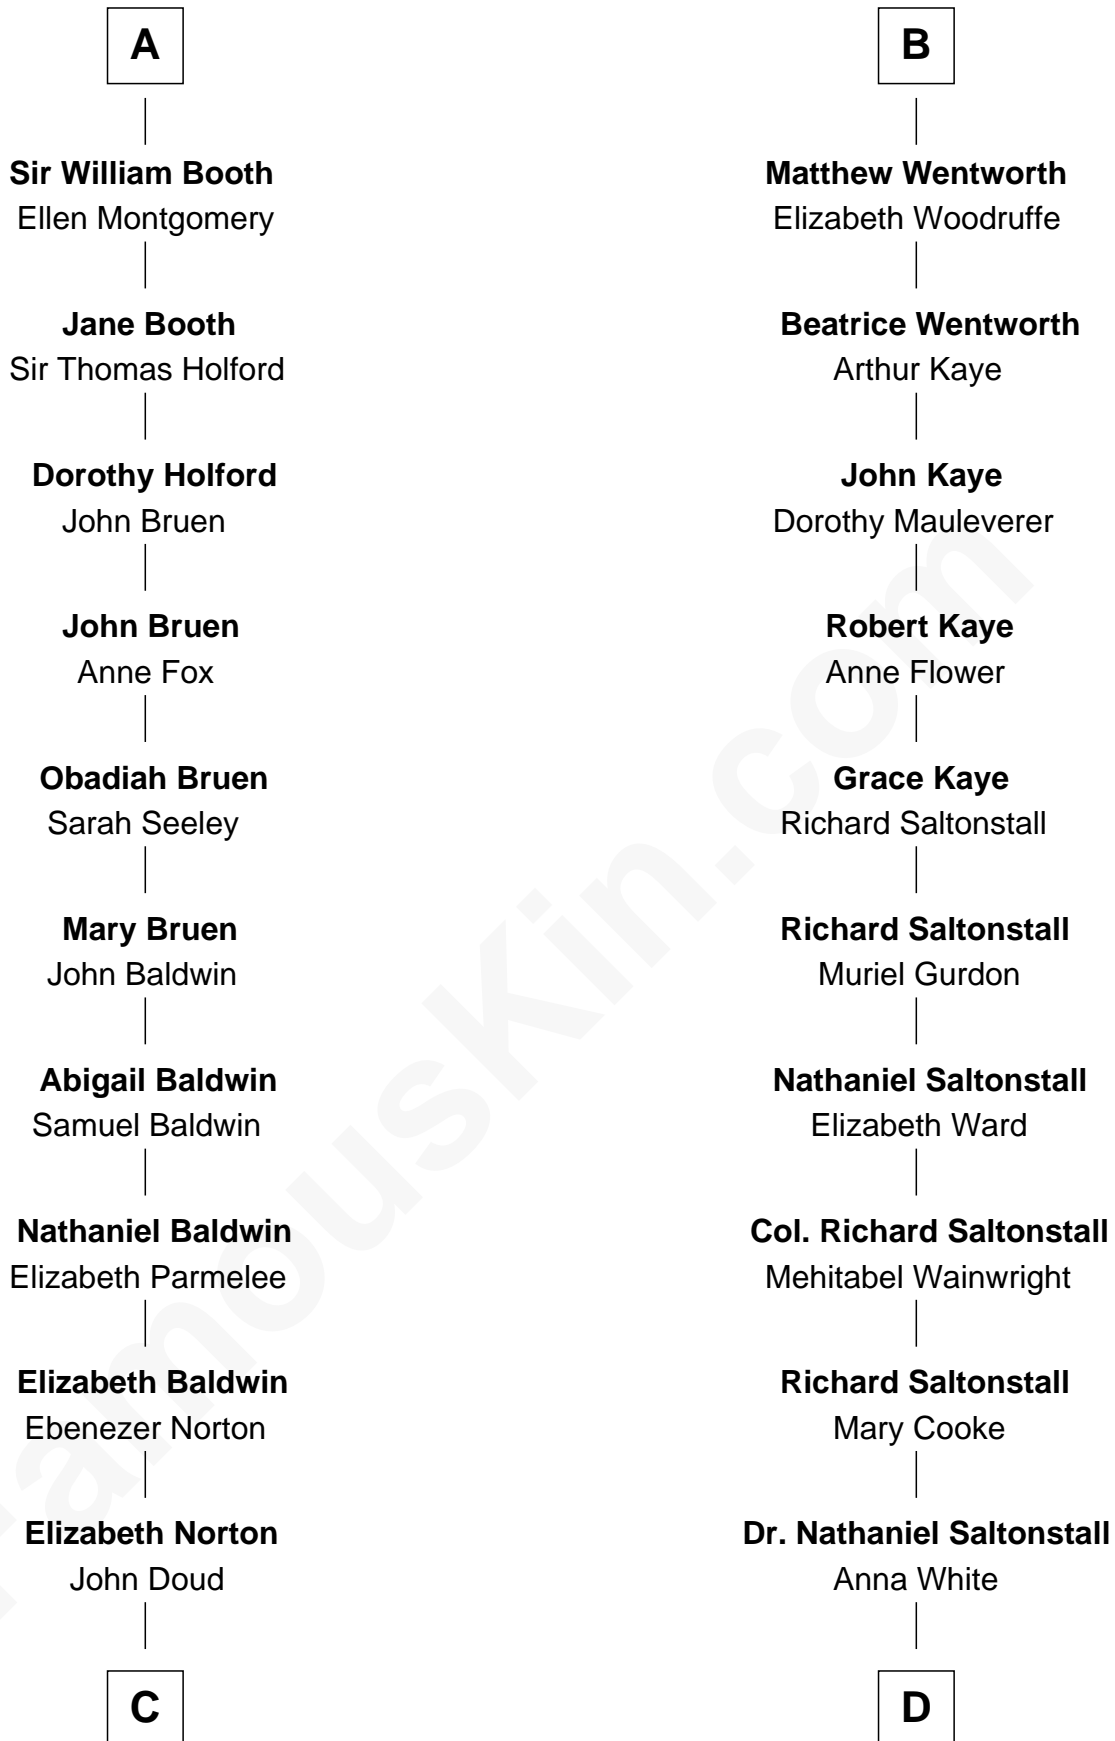 A
Sir William Booth
Ellen Montgomery
Jane Booth
Sir Thomas Holford
Dorothy Holford
John Bruen
John Bruen
Anne Fox
Obadiah Bruen
Sarah Seeley
Mary Bruen
John Baldwin
Abigail Baldwin
Samuel Baldwin
Nathaniel Baldwin
Elizabeth Parmelee
Elizabeth Baldwin
Ebenezer Norton
Elizabeth Norton
John Doud
C
B
Matthew Wentworth
Elizabeth Woodruffe
Beatrice Wentworth
Arthur Kaye
John Kaye
Dorothy Mauleverer
Robert Kaye
Anne Flower
Grace Kaye
Richard Saltonstall
Richard Saltonstall
Muriel Gurdon
Nathaniel Saltonstall
Elizabeth Ward
Col. Richard Saltonstall
Mehitabel Wainwright
Richard Saltonstall
Mary Cooke
Dr. Nathaniel Saltonstall
Anna White
D
FamousKin.com